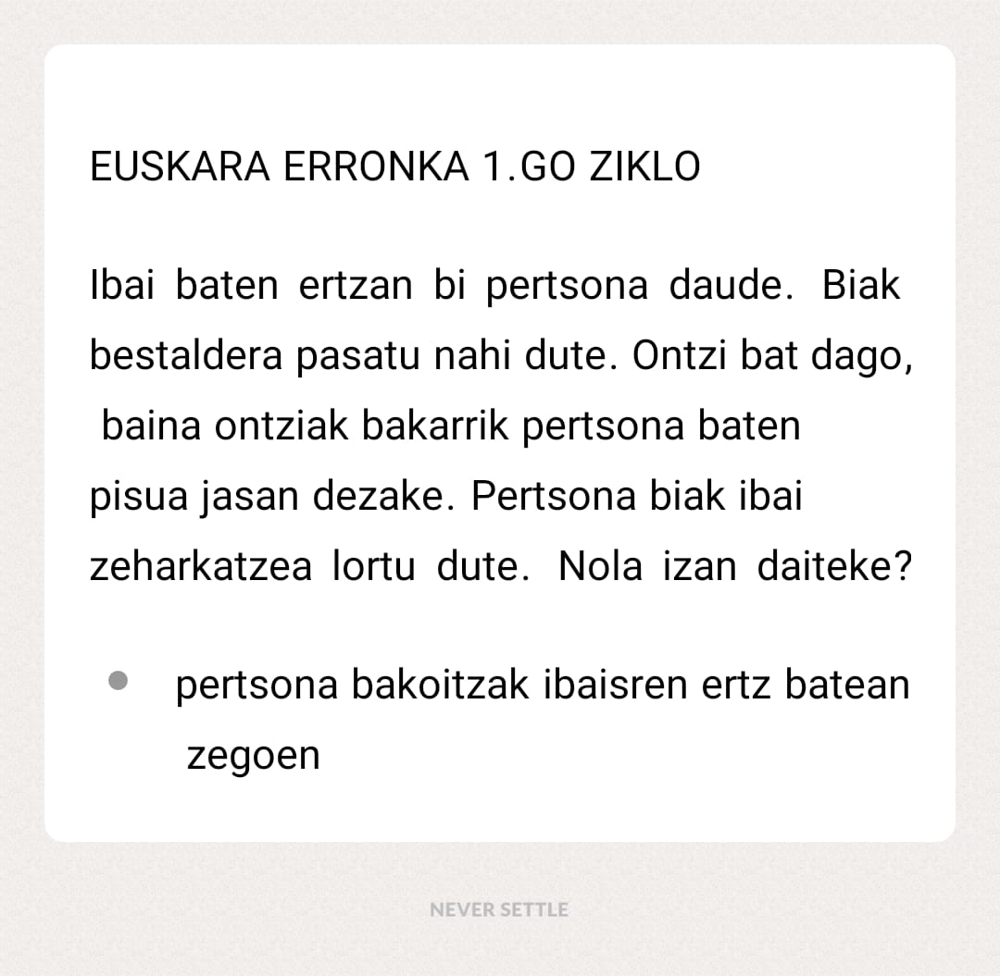 EUSKARA ERRONKA 1.GO ZIKLO
Ibai baten ertzan bi pertsona daude. Biak
bestaldera pasatu nahi dute. Ontzi bat dago,
baina ontziak bakarrik pertsona baten
pisua jasan dezake. Pertsona biak ibai
zeharkatzea lortu dute. Nola izan daiteke?
• pertsona bakoitzak ibaisren ertz batean
zegoen
NEVER SETTLE